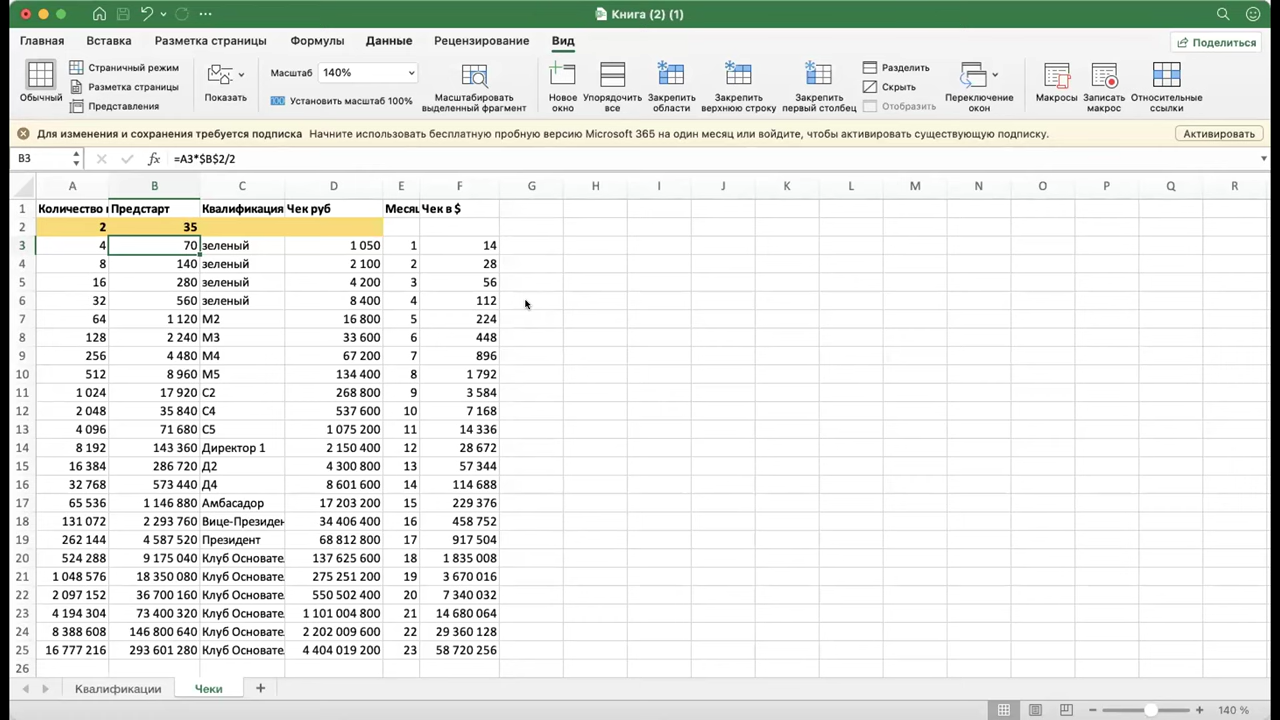 Книга (2) (1)
Главная Вставка Разметка страницы Формулы Данные Рецензирование Вид Поделиться
Обычный Страничный режим Разметка страницы Представления Показать Масштаб 140% Установить масштаб 100% Масштабировать выделенный фрагмент Новое окно Упорядочить все Закрепить области Закрепить верхнюю строку Закрепить первый столбец Разделить Скрыть Отобразить Переключение окон Макросы Записать макрос Относительные ссылки
Для изменения и сохранения требуется подписка Начните использовать бесплатную пробную версию Microsoft 365 на один месяц или войдите, чтобы активировать существующую подписку. Активировать
B3 fx =A3*$B$2/2
A B C D E F G H I J K L M N O P Q R
1 Количество Предстарт Квалификация Чек руб Месяц Чек в $
2 2 35
3 4 70 зеленый 1 050 1 14
4 8 140 зеленый 2 100 2 28
5 16 280 зеленый 4 200 3 56
6 32 560 зеленый 8 400 4 112
7 64 1 120 М2 16 800 5 224
8 128 2 240 М3 33 600 6 448
9 256 4 480 М4 67 200 7 896
10 512 8 960 М5 134 400 8 1 792
11 1 024 17 920 С2 268 800 9 3 584
12 2 048 35 840 С4 537 600 10 7 168
13 4 096 71 680 С5 1 075 200 11 14 336
14 8 192 143 360 Директор 1 2 150 400 12 28 672
15 16 384 286 720 Д2 4 300 800 13 57 344
16 32 768 573 440 Д4 8 601 600 14 114 688
17 65 536 1 146 880 Амбасадор 17 203 200 15 229 376
18 131 072 2 293 760 Вице-Президен 34 406 400 16 458 752
19 262 144 4 587 520 Президент 68 812 800 17 917 504
20 524 288 9 175 040 Клуб Основате 137 625 600 18 1 835 008
21 1 048 576 18 350 080 Клуб Основате 275 251 200 19 3 670 016
22 2 097 152 36 700 160 Клуб Основате 550 502 400 20 7 340 032
23 4 194 304 73 400 320 Клуб Основате 1 101 004 800 21 14 680 064
24 8 388 608 146 800 640 Клуб Основате 2 202 009 600 22 29 360 128
25 16 777 216 293 601 280 Клуб Основате 4 404 019 200 23 58 720 256
26
Квалификации Чеки
140 %